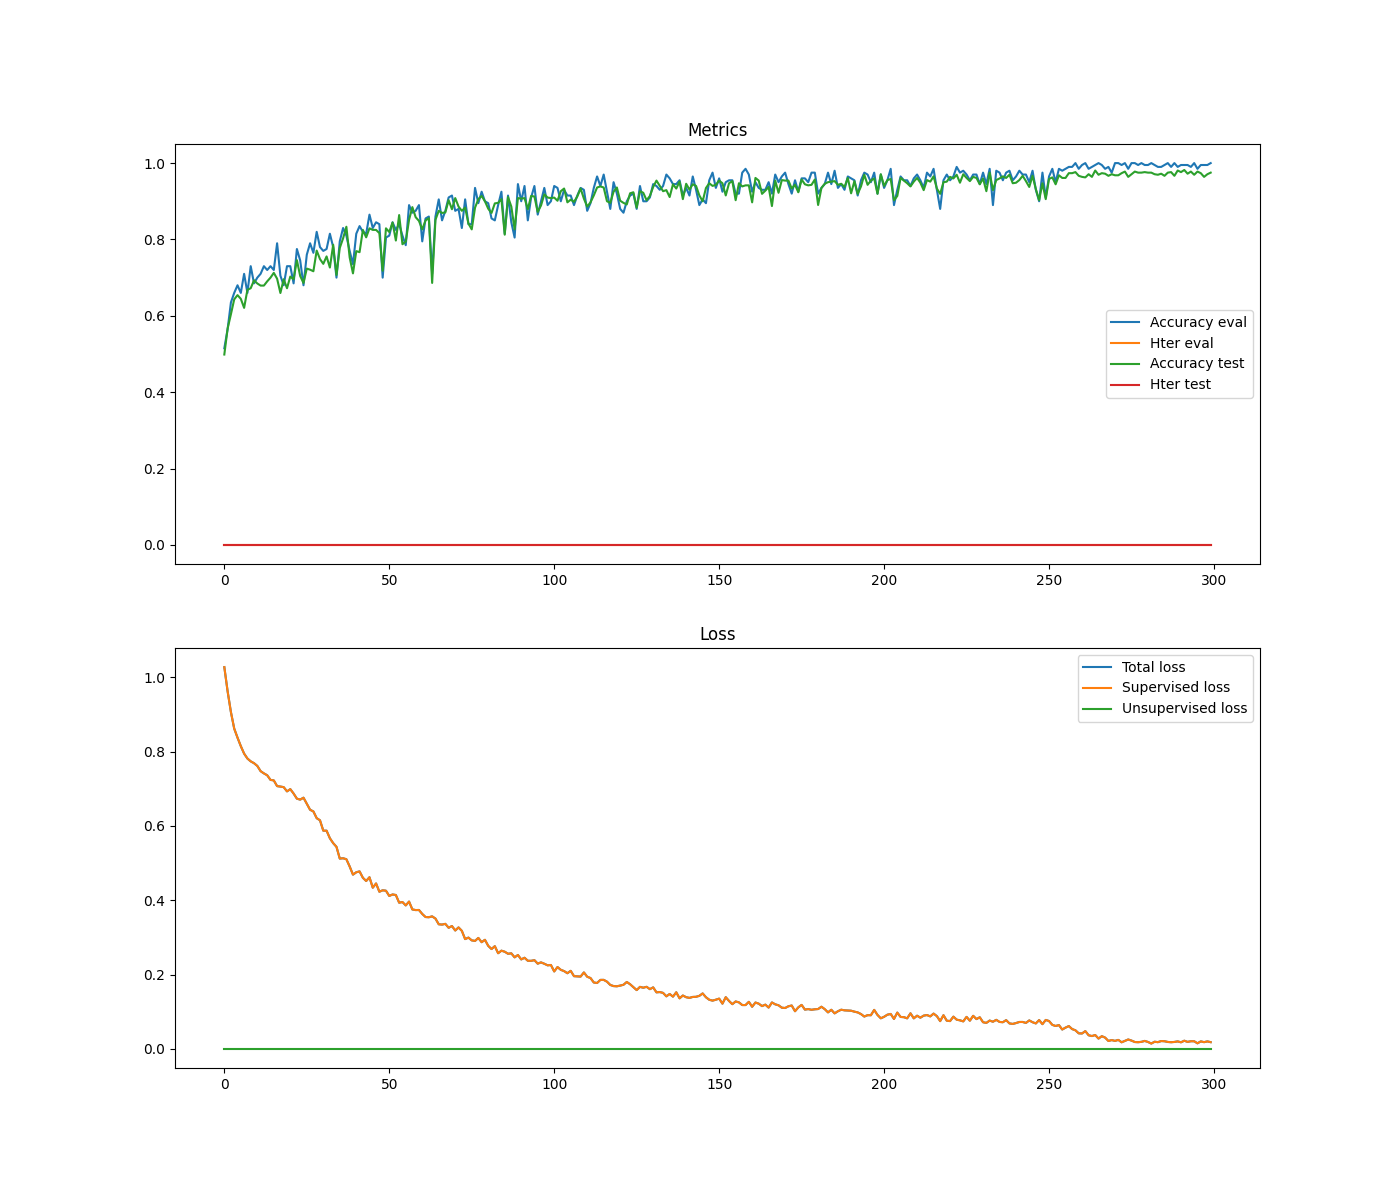 Metrics
1.0
0.8
0.6
0.4
0.2
0.0
Accuracy eval
Hter eval
Accuracy test
Hter test
0 50 100 150 200 250 300
Loss
1.0
0.8
0.6
0.4
0.2
0.0
Total loss
Supervised loss
Unsupervised loss
0 50 100 150 200 250 300